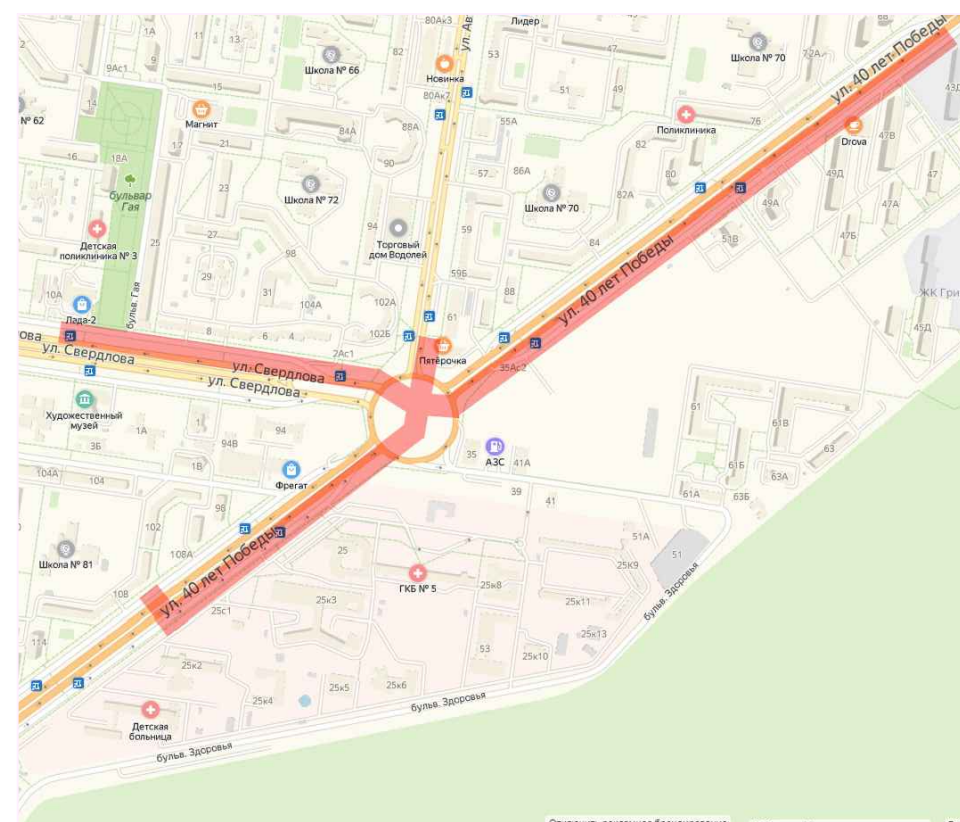 80Ак3
Лидер
11
1А
13
11
82
ул. Ав
53
47
Школа № 70
72А
ул. 40 лет Победы
9
9Ас1
Школа № 66
Новинка
15
51
49
43Д
14
80Ак7
№ 62
Магнит
84А
88А
55А
Поликлиника
76
Drova
47В
17
21
82
16
18А
90
57
86А
80
49Д
47
бульвар
Гая
23
Школа № 72
Школа № 70
82А
49А
47А
94
59
Детская
поликлиника № 3
25
27
98
Торговый
дом Водолей
84
51В
47Б
ул. 40 лет Победы
29
59Б
10А
бульв. Гая
31
104А
102А
88
ЖК Гри
Лада-2
61
45Д
8
6
4
102Б
ова
ул. Свердлова
2Ас1
Пятёрочка
ул. Свердлова
35Ас2
ул. Свердлова
Художественный
музей
1А
94
61
61В
3Б
94В
35
АЗС
41А
63
1В
61Б
104А
104
Фрегат
63А
39
41
61А
63Б
98
102
51А
108А
25
51
Школа № 81
ул. 40 лет Победы
25к9
ГКБ № 5
25к8
108
25к3
25к11
25с1
бульв. Здоровья
114
25к13
53
25к10
25к2
25к5
25к6
25к4
бульв. Здоровья
Детская
больница
бульв. Здоровья